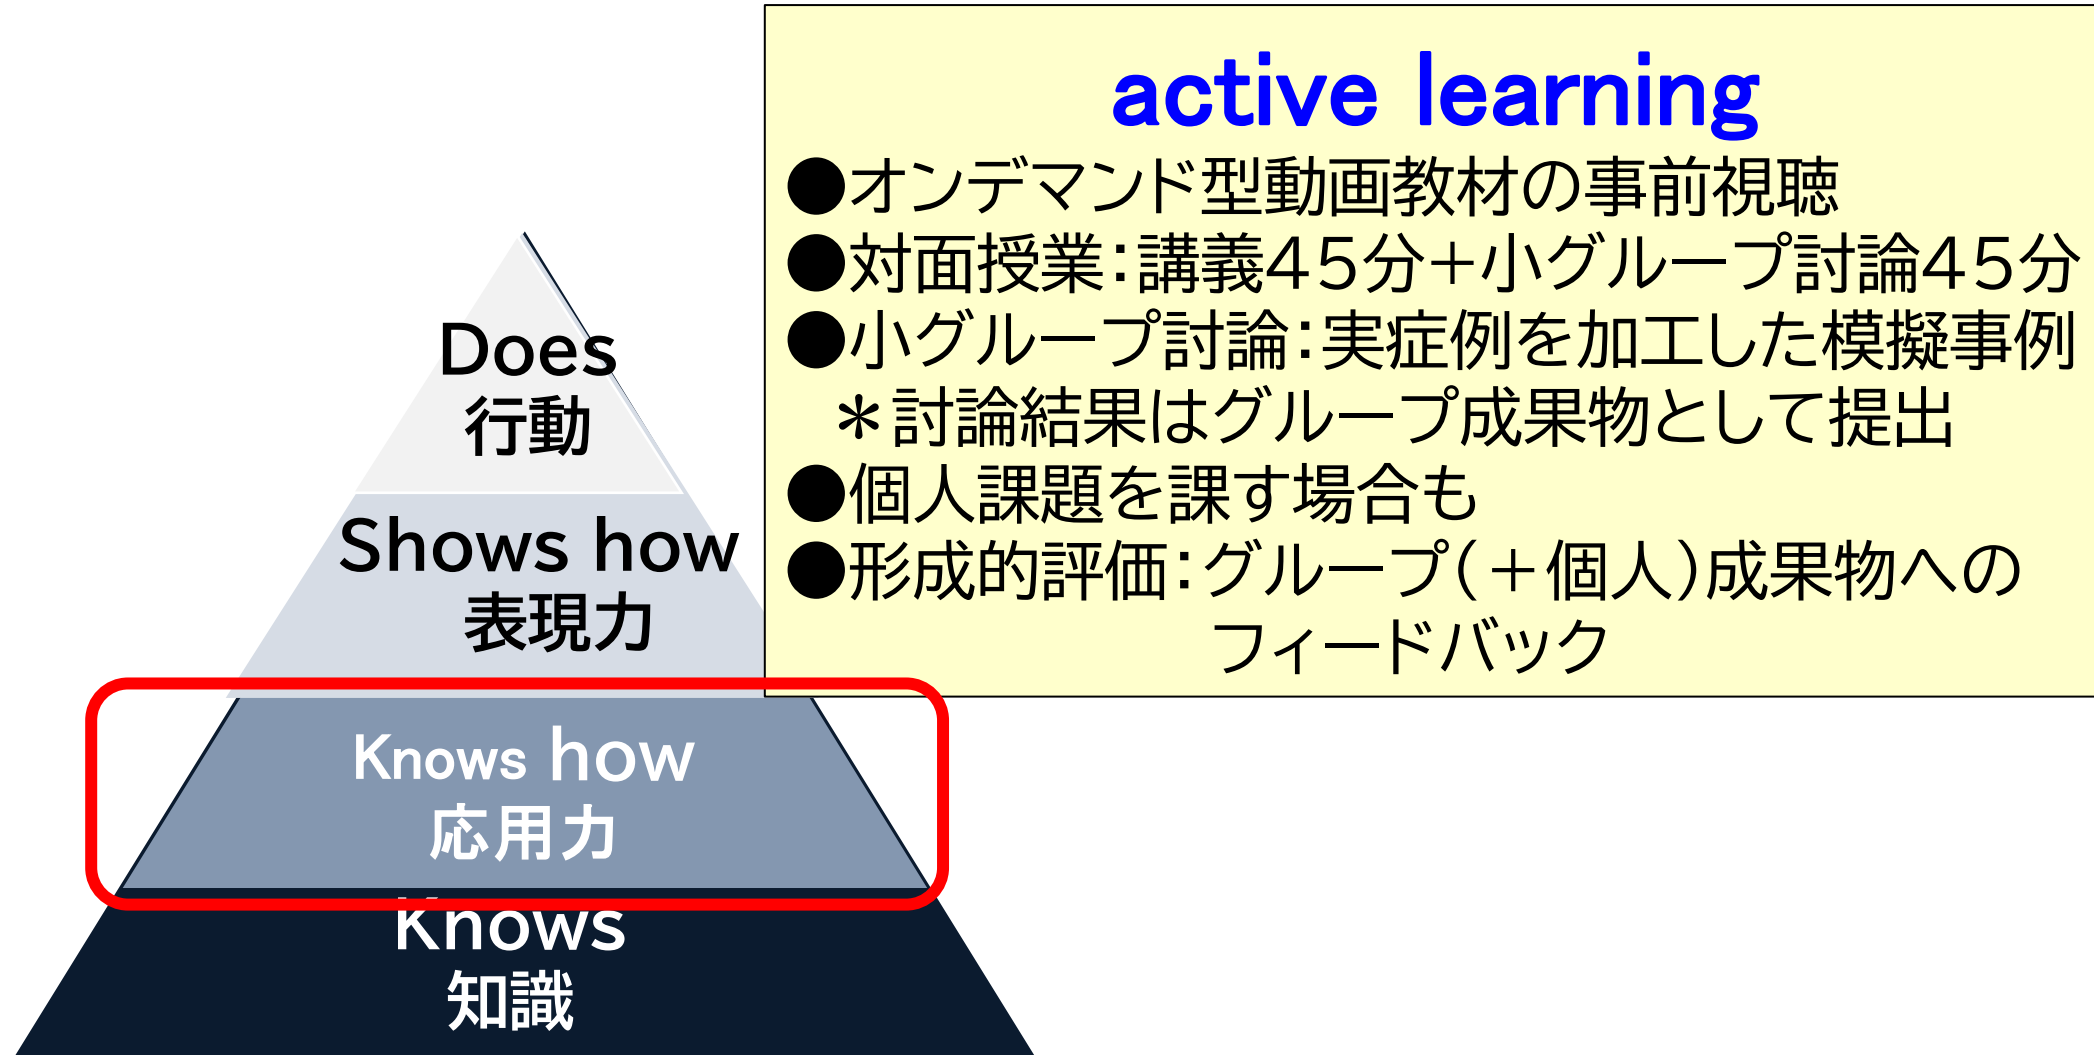 active learning
●オンデマンド型動画教材の事前視聴
●対面授業：講義45分＋小グループ討論45分
●小グループ討論：実症例を加工した模擬事例
＊討論結果はグループ成果物として提出
●個人課題を課す場合も
●形成的評価：グループ（＋個人）成果物への
フィードバック
Does
行動
Shows how
表現力
Knows how
応用力
Knows
知識